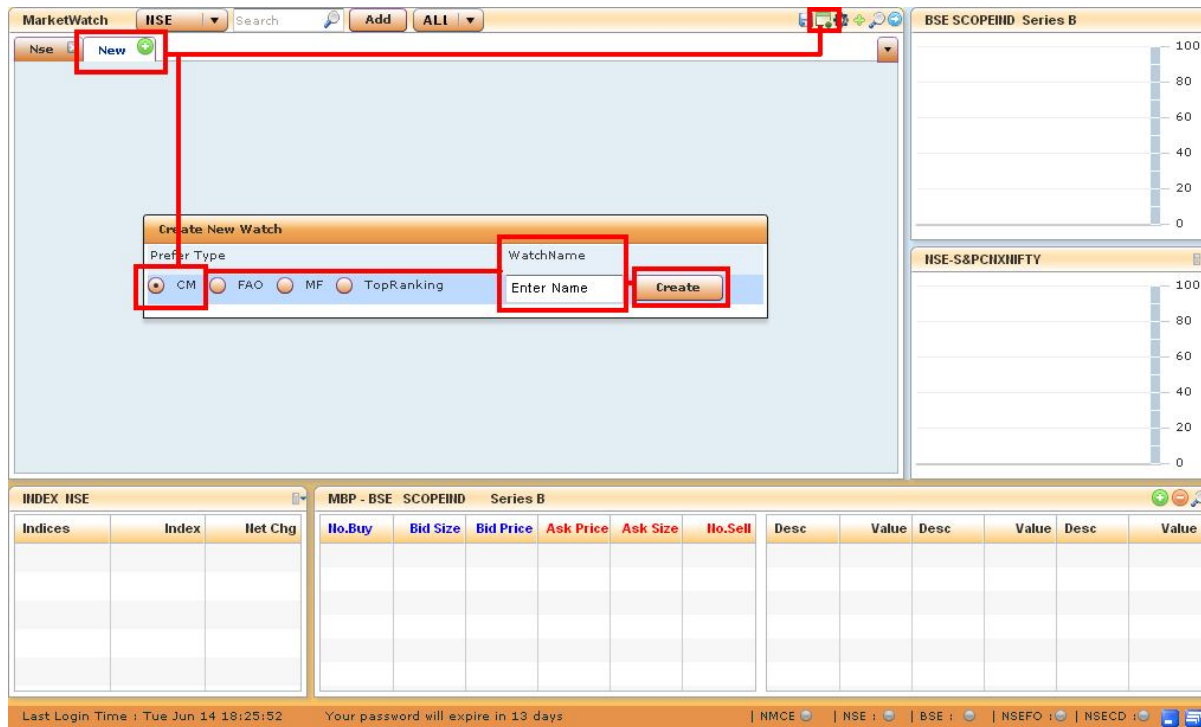 MarketWatch NSE Search Add ALL
Nse New
Create New Watch
Prefer Type WatchName
CM FAO MF TopRanking Enter Name Create
BSE SCOPEIND Series B
100
80
60
40
20
0
NSE-S&PCNXNIFTY
100
80
60
40
20
0
INDEX NSE
Indices Index Net Chg
MBP - BSE SCOPEIND Series B
No.Buy Bid Size Bid Price Ask Price Ask Size No.Sell Desc Value Desc Value Desc Value
Last Login Time : Tue Jun 14 18:25:52 Your password will expire in 13 days | NMCE | NSE : | BSE : | NSEFO : | NSECD :